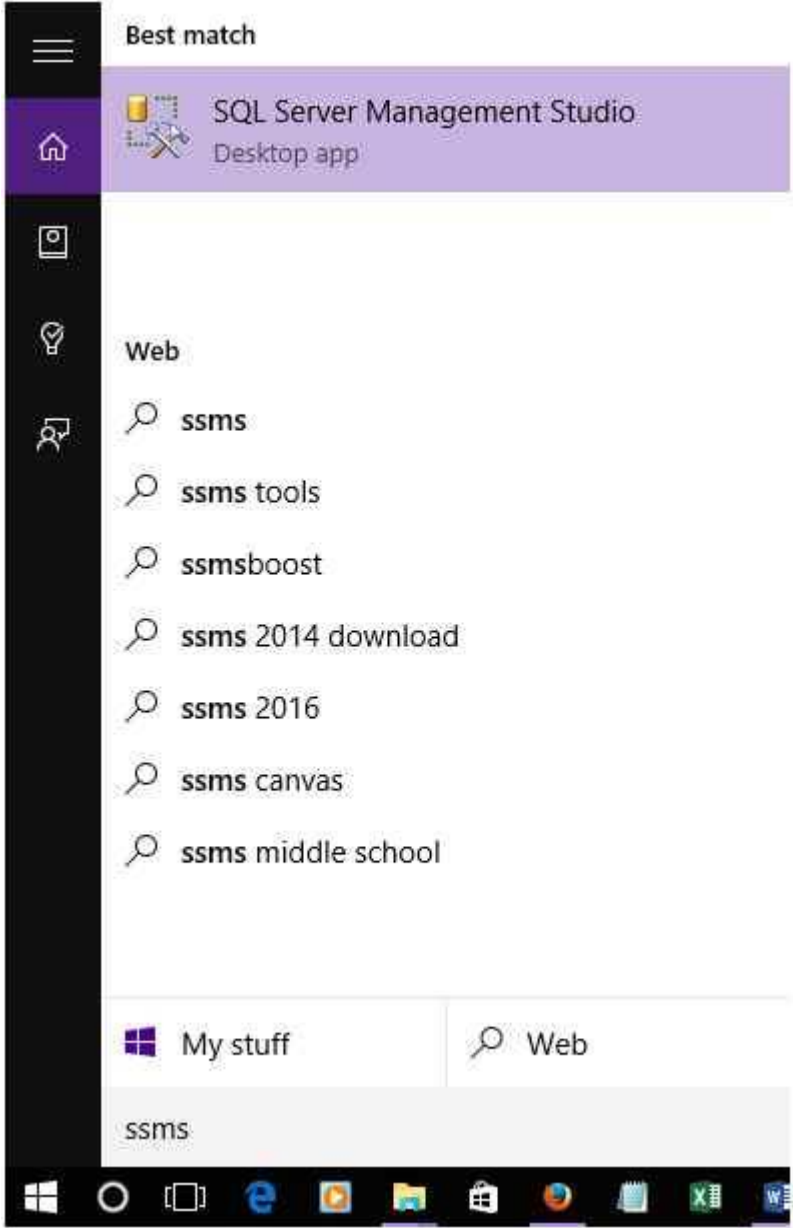 Best match
SQL Server Management Studio
Desktop app
Web
ssms
ssms tools
ssmsboost
ssms 2014 download
ssms 2016
ssms canvas
ssms middle school
My stuff
Web
ssms